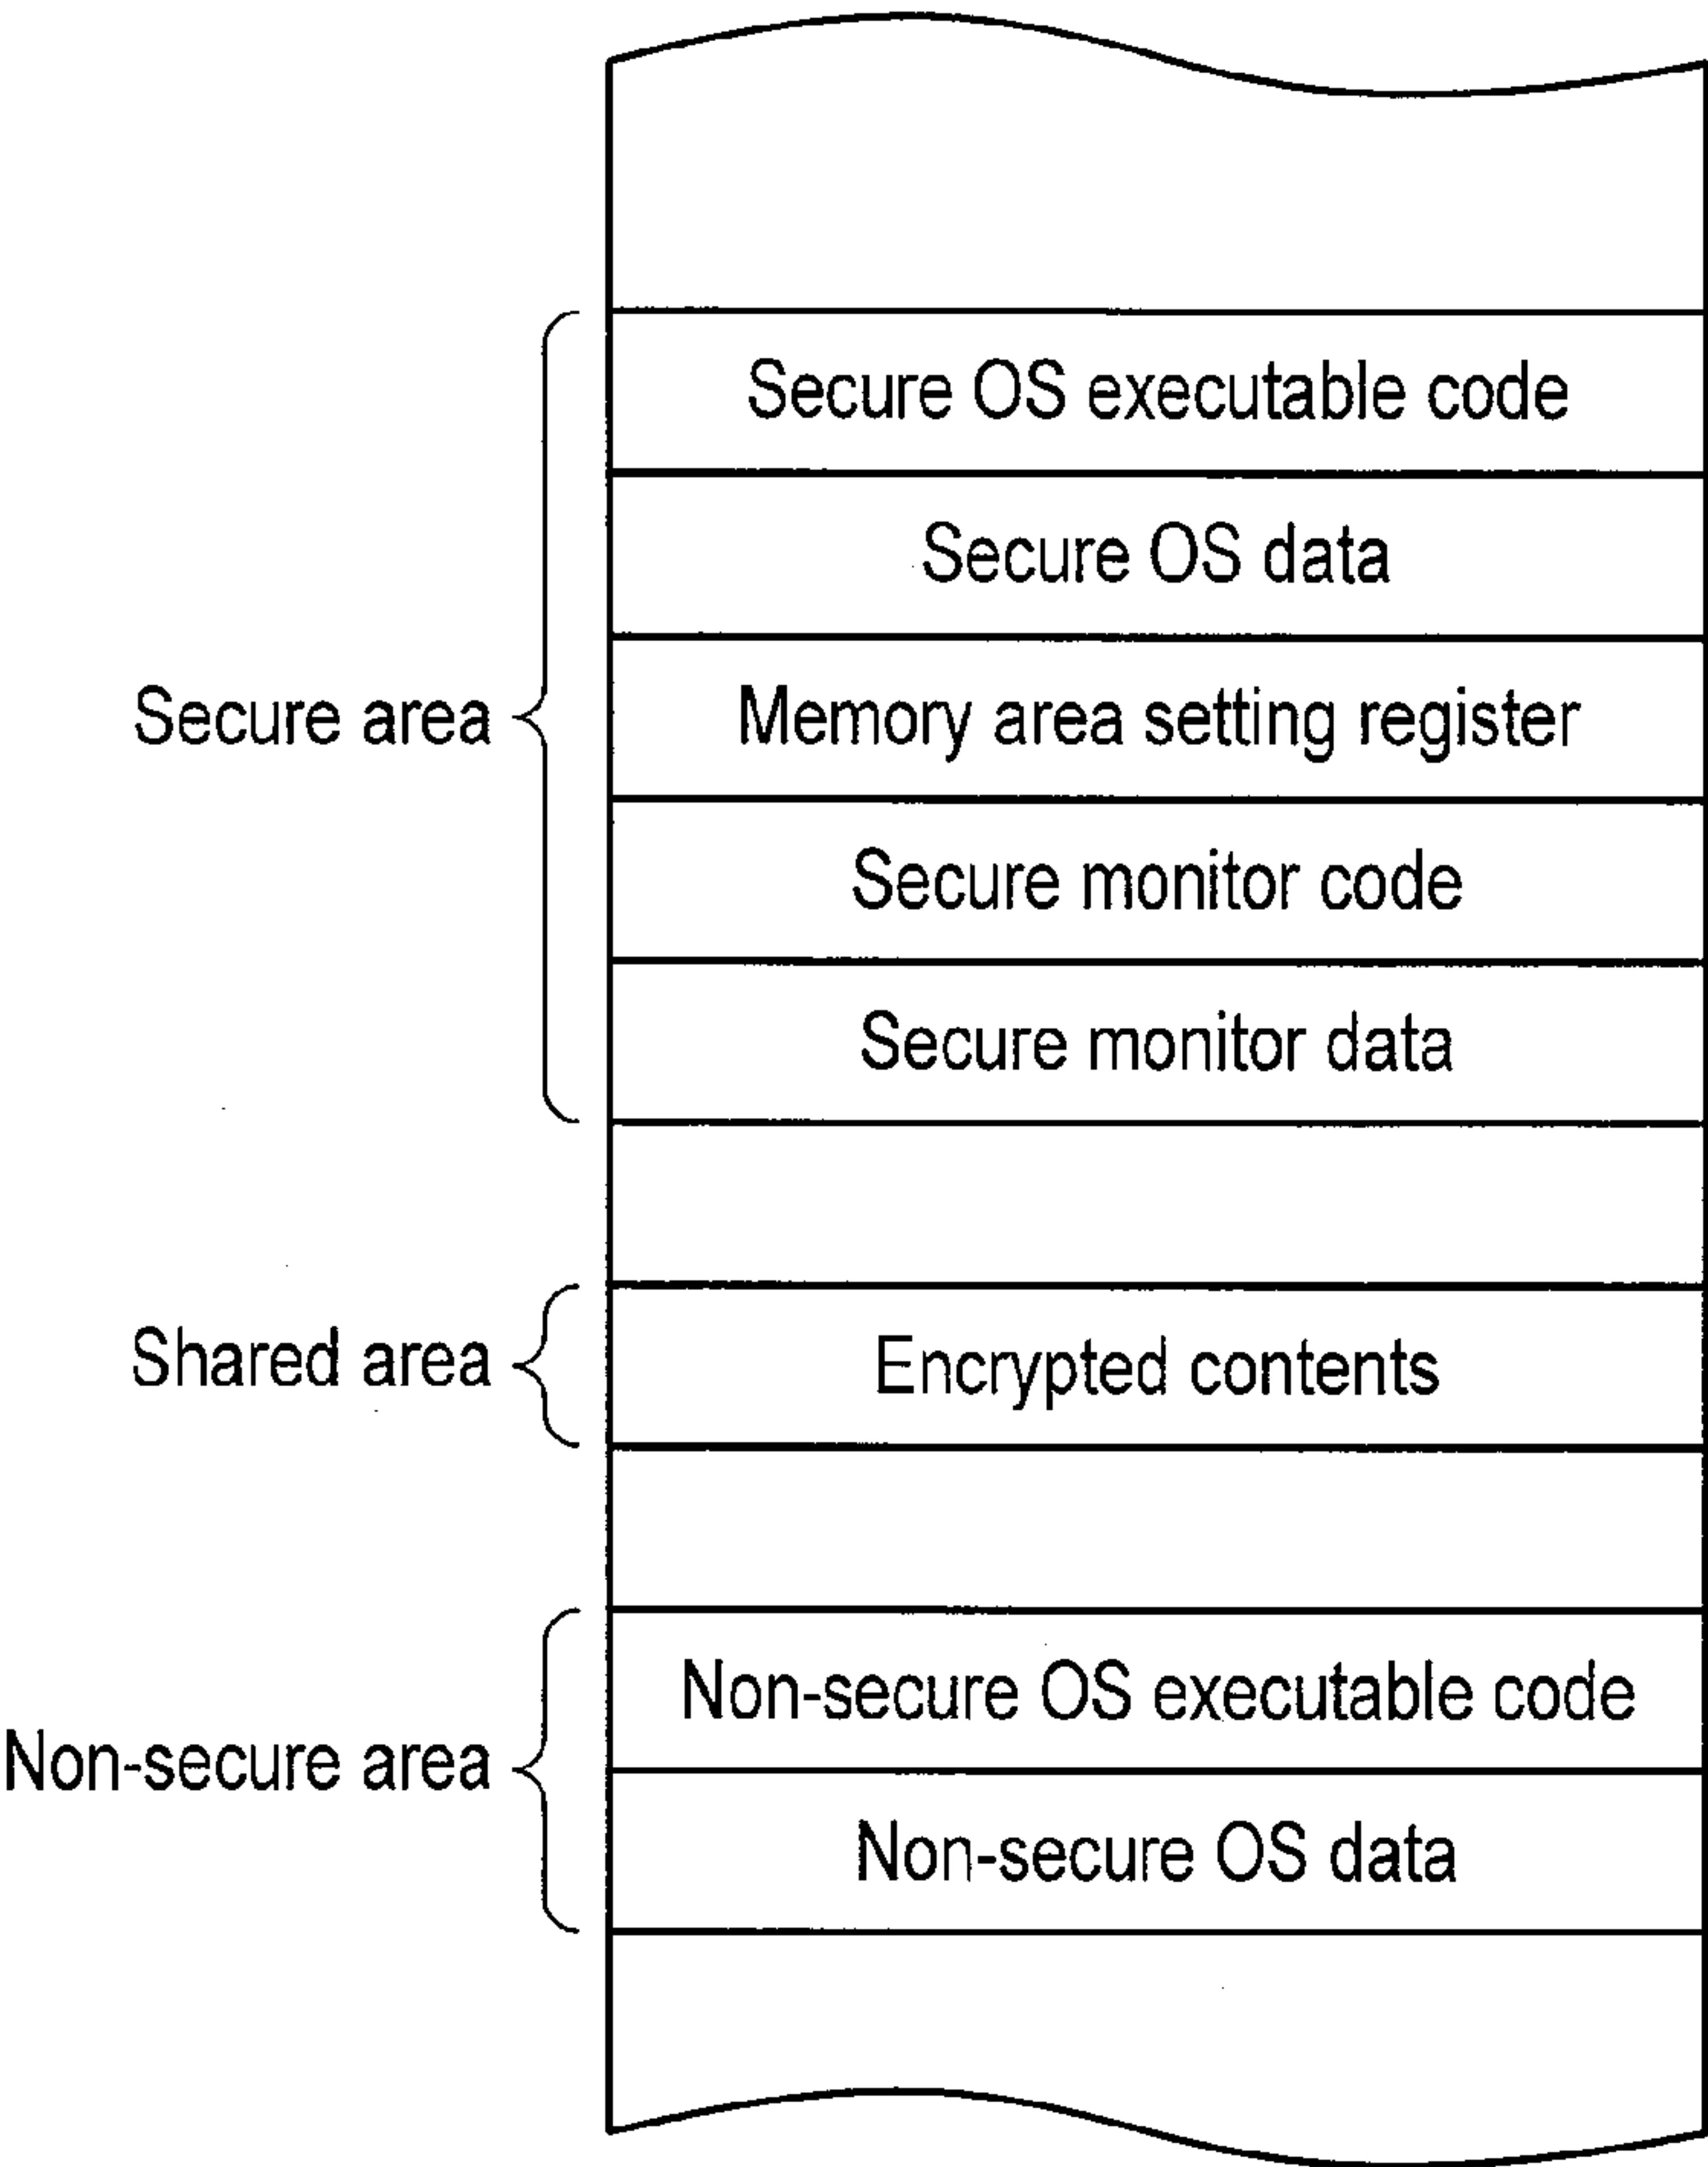 Secure OS executable code
Secure OS data
Secure area
Memory area setting register
Secure monitor code
Secure monitor data
Shared area
Encrypted contents
Non-secure OS executable code
Non-secure area
Non-secure OS data